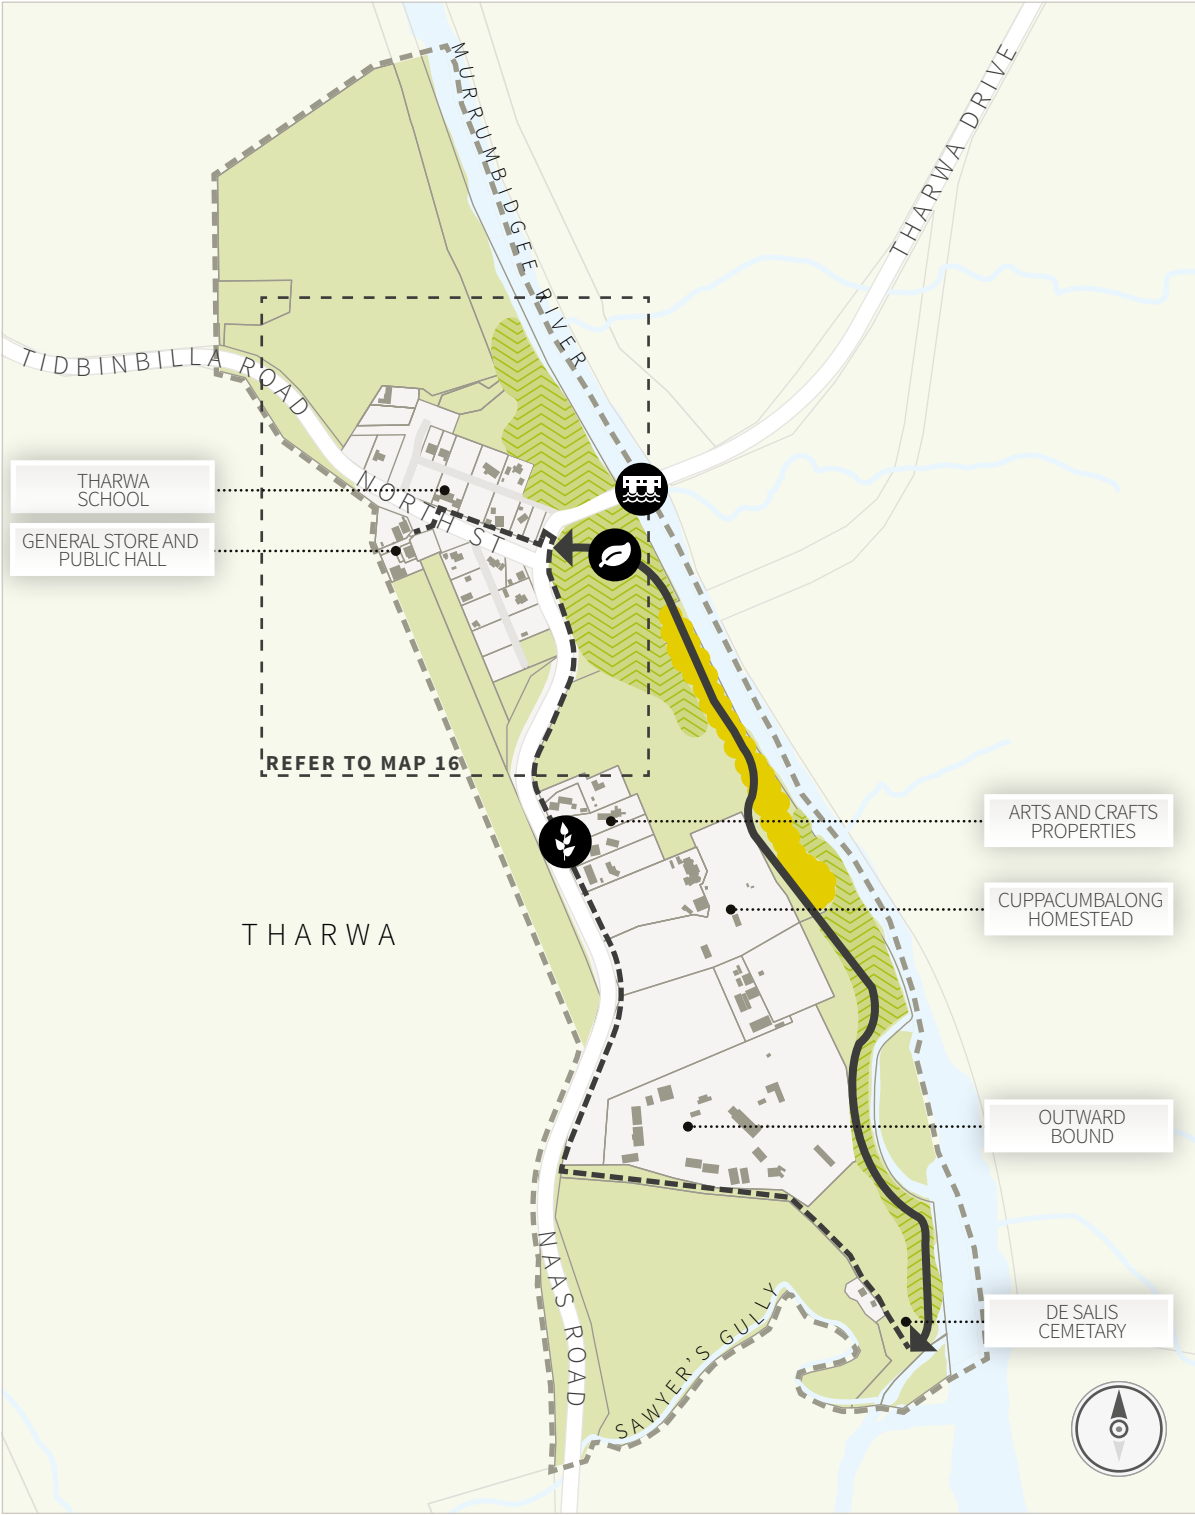 MURRUMBIDGEE RIVER
THARWA DRIVE
TIDBINBILLA ROAD
THARWA
SCHOOL
NORTH ST
GENERAL STORE AND
PUBLIC HALL
REFER TO MAP 16
ARTS AND CRAFTS
PROPERTIES
CUPPACUMBALONG
HOMESTEAD
THARWA
OUTWARD
BOUND
NAAS ROAD
SAWYER'S GULLY
DE SALIS
CEMETARY